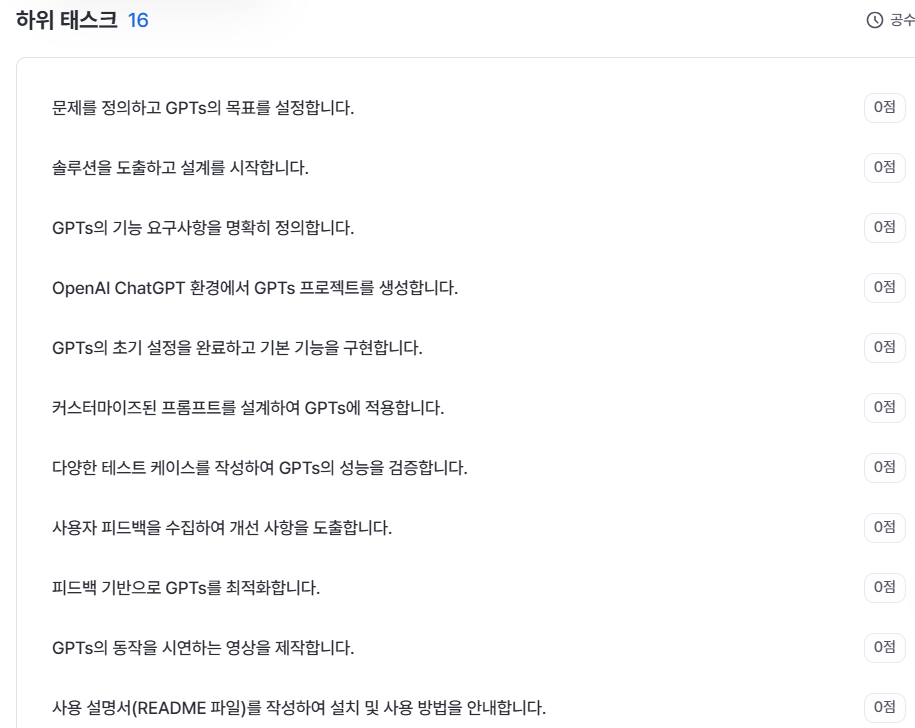 하위 태스크 16
공수
문제를 정의하고 GPTs의 목표를 설정합니다.
0점
솔루션을 도출하고 설계를 시작합니다.
0점
GPTs의 기능 요구사항을 명확히 정의합니다.
0점
OpenAI ChatGPT 환경에서 GPTs 프로젝트를 생성합니다.
0점
GPTs의 초기 설정을 완료하고 기본 기능을 구현합니다.
0점
커스터마이즈된 프롬프트를 설계하여 GPTs에 적용합니다.
0점
다양한 테스트 케이스를 작성하여 GPTs의 성능을 검증합니다.
0점
사용자 피드백을 수집하여 개선 사항을 도출합니다.
0점
피드백 기반으로 GPTs를 최적화합니다.
0점
GPTs의 동작을 시연하는 영상을 제작합니다.
0점
사용 설명서(README 파일)를 작성하여 설치 및 사용 방법을 안내합니다.
0점